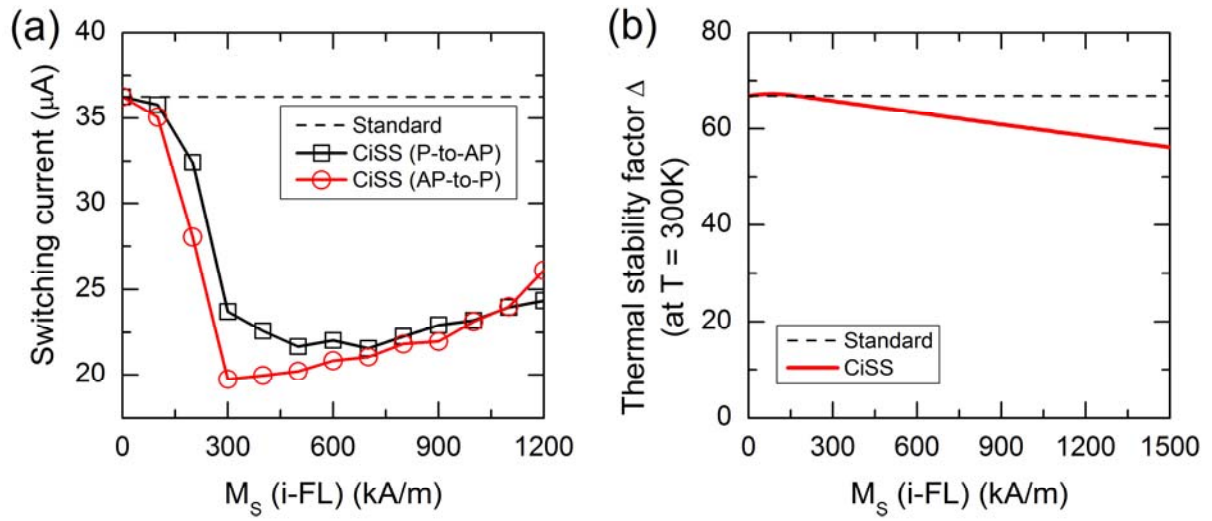 (a)
Switching current (μA)
40
35
30
25
20
Standard
CiSS (P-to-AP)
CiSS (AP-to-P)
0 300 600 900 1200
M_S (i-FL) (kA/m)
(b)
Thermal stability factor Δ
(at T = 300K)
80
60
40
20
0
Standard
CiSS
0 300 600 900 1200 1500
M_S (i-FL) (kA/m)